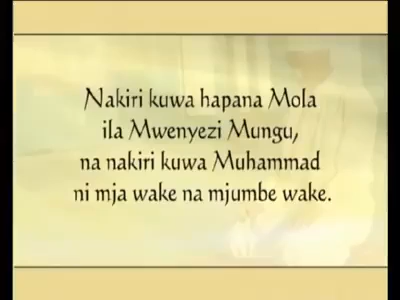 Nakiri kuwa hapana Mola
ila Mwenyezi Mungu,
na nakiri kuwa Muhammad
ni mja wake na mjumbe wake.